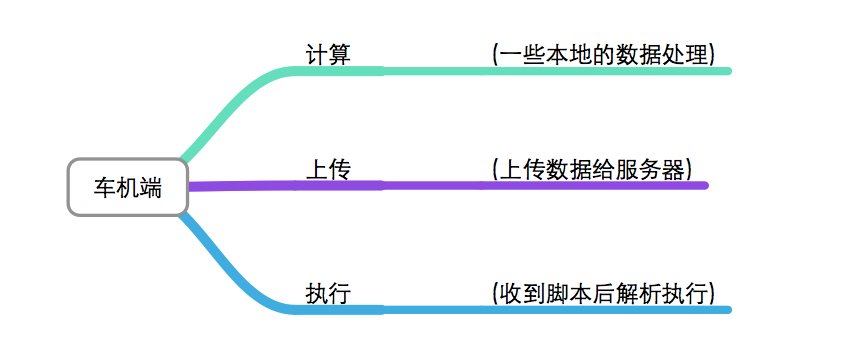 计算
(一些本地的数据处理)
车机端
上传
(上传数据给服务器)
执行
(收到脚本后解析执行)